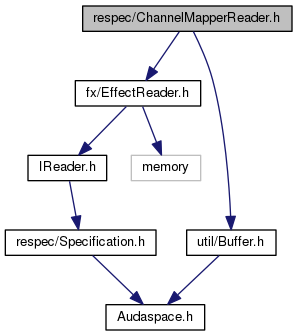 respec/ChannelMapperReader.h
fx/EffectReader.h
IReader.h
memory
respec/Specification.h
util/Buffer.h
Audaspace.h